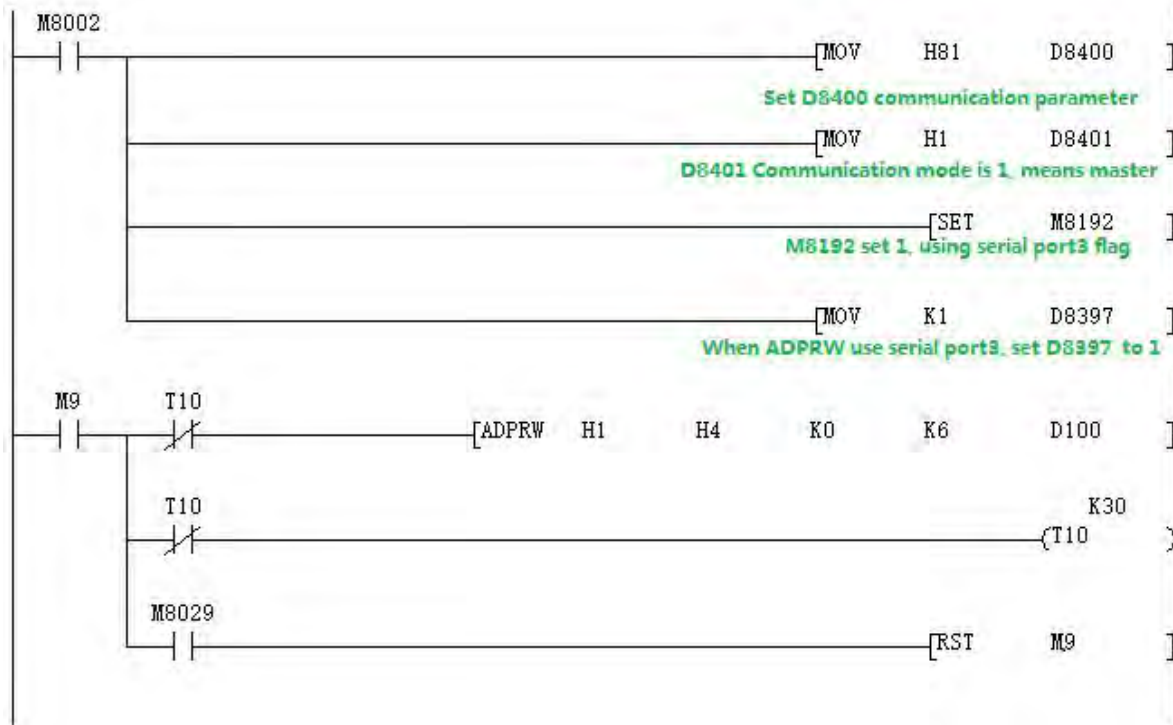 M8002
[MOV H81 D8400 ]
Set D8400 communication parameter
[MOV H1 D8401 ]
D8401 Communication mode is 1, means master
[SET M8192 ]
M8192 set 1, using serial port3 flag
[MOV K1 D8397 ]
When ADPRW use serial port3, set D8397 to 1
M9 T10
[ADPRW H1 H4 K0 K6 D100 ]
T10 K30
(T10 )
M8029
[RST M9 ]